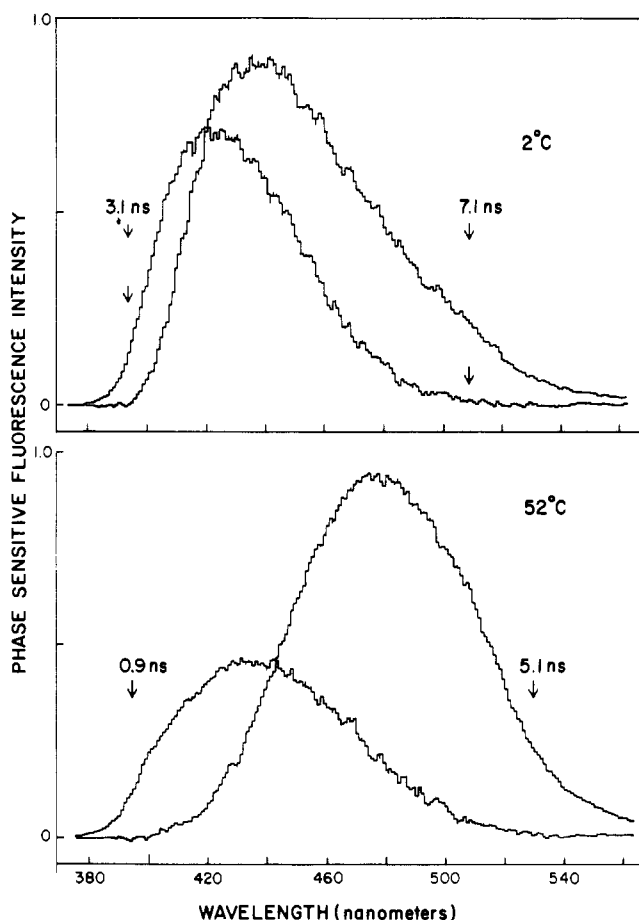 PHASE SENSITIVE FLUORESCENCE INTENSITY
1.0
2°C
3.1 ns
7.1 ns
0
1.0
52°C
0.9 ns
5.1 ns
0
380 420 460 500 540
WAVELENGTH (nanometers)